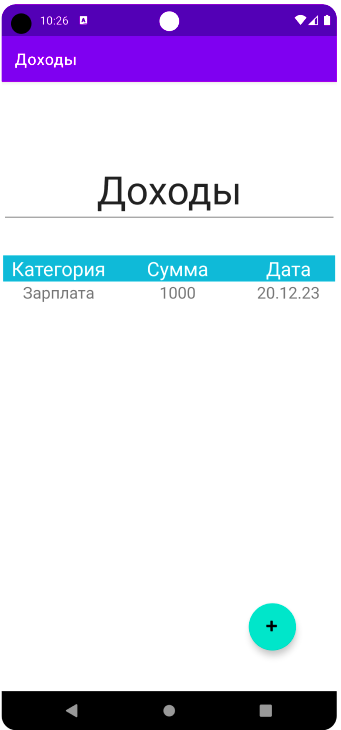 10:26
Доходы
Доходы
Категория Сумма Дата
Зарплата 1000 20.12.23
+